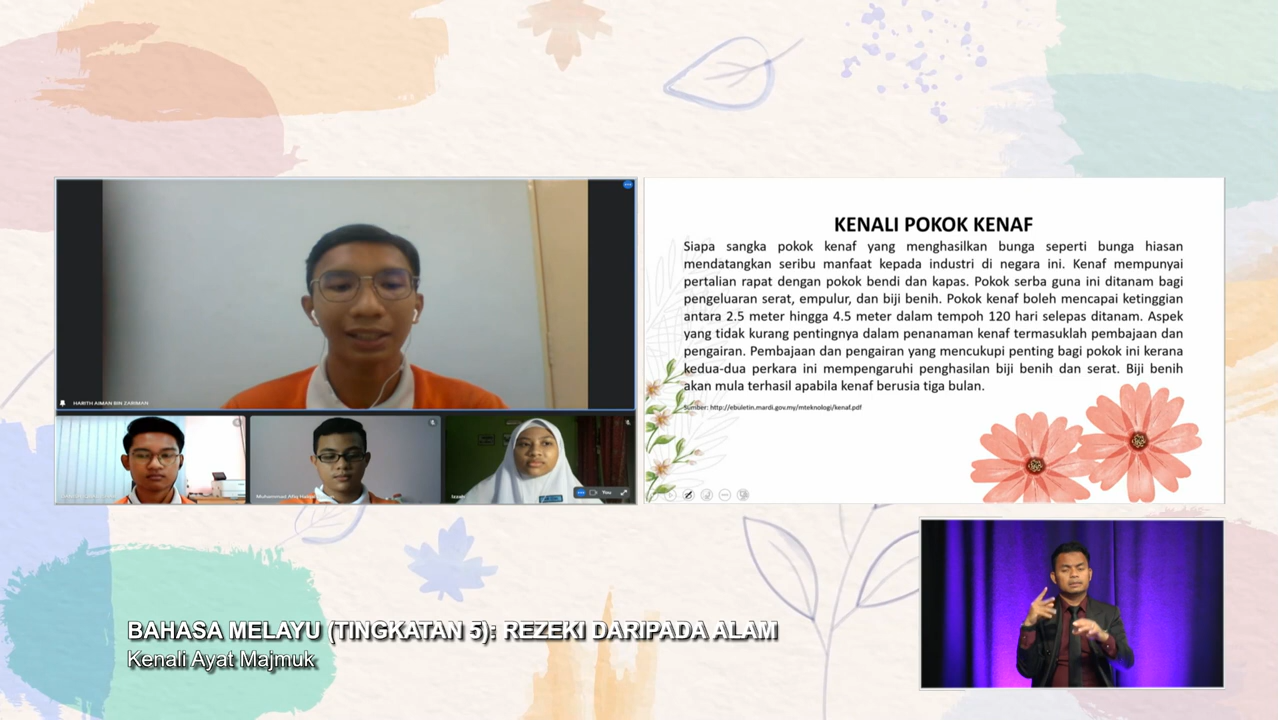 KENALI POKOK KENAF
Siapa sangka pokok kenaf yang menghasilkan bunga seperti bunga hiasan
mendatangkan seribu manfaat kepada industri di negara ini. Kenaf mempunyai
pertalian rapat dengan pokok bendi dan kapas. Pokok serba guna ini ditanam bagi
pengeluaran serat, empulur, dan biji benih. Pokok kenaf boleh mencapai ketinggian
antara 2.5 meter hingga 4.5 meter dalam tempoh 120 hari selepas ditanam. Aspek
yang tidak kurang pentingnya dalam penanaman kenaf termasuklah pembajaan dan
pengairan. Pembajaan dan pengairan yang mencukupi penting bagi pokok ini kerana
kedua-dua perkara ini mempengaruhi penghasilan biji benih dan serat. Biji benih
akan mula terhasil apabila kenaf berusia tiga bulan.
Sumber: http://ebuletin.mardi.gov.my/mteknologi/kenaf.pdf
HARITH AIMAN BIN ZARIMAN
Muhammad Afiq
Izzah
You
BAHASA MELAYU (TINGKATAN 5): REZEKI DARIPADA ALAM
Kenali Ayat Majmuk